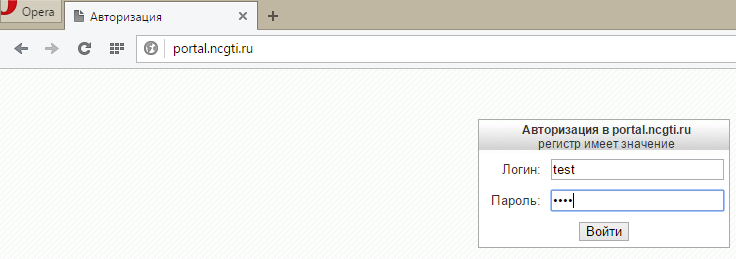 Opera
Авторизация
portal.ncgti.ru
Авторизация в portal.ncgti.ru
регистр имеет значение
Логин: test
Пароль: ••••
Войти